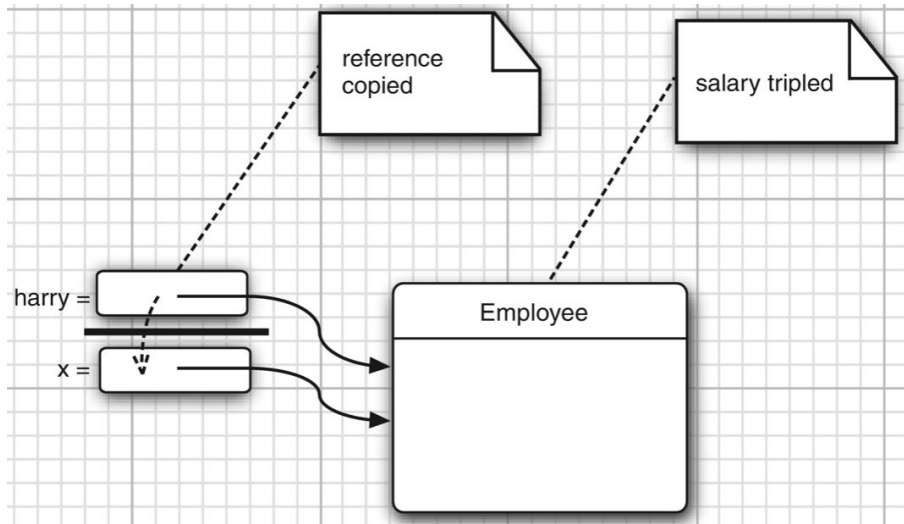 reference
copied
salary tripled
harry =
Employee
x =